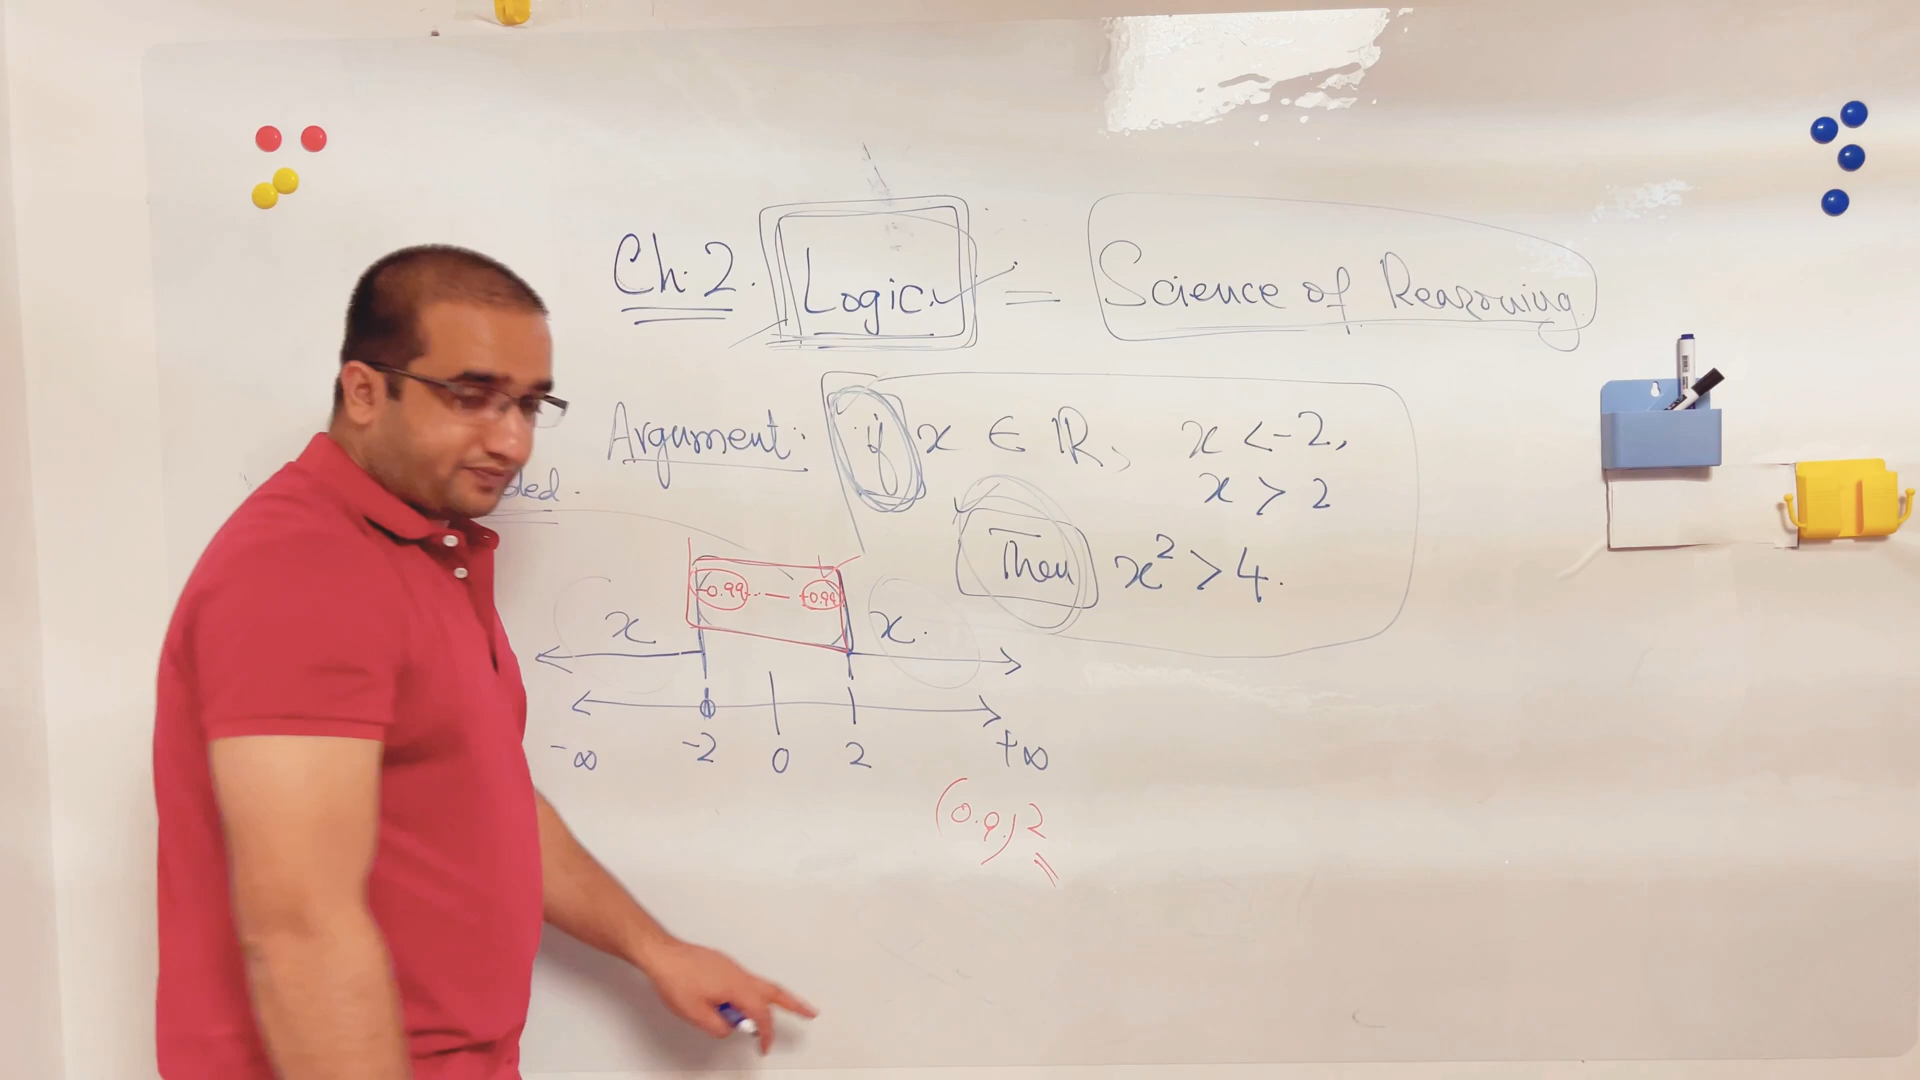 Ch.2. Logic = Science of Reasoning
Argument: if x ∈ ℝ, x < -2,
x > 2
Then x² > 4.
-0.99...— +0.99
x x.
-∞ -2 0 2 +∞
(0.9.)2